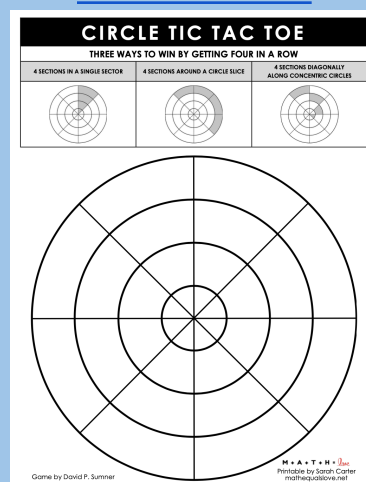 CIRCLE TIC TAC TOE
THREE WAYS TO WIN BY GETTING FOUR IN A ROW
4 SECTIONS IN A SINGLE SECTOR
4 SECTIONS AROUND A CIRCLE SLICE
4 SECTIONS DIAGONALLY
ALONG CONCENTRIC CIRCLES
Game by David P. Sumner
M • A • T • H • love
Printable by Sarah Carter
mathequalslove.net